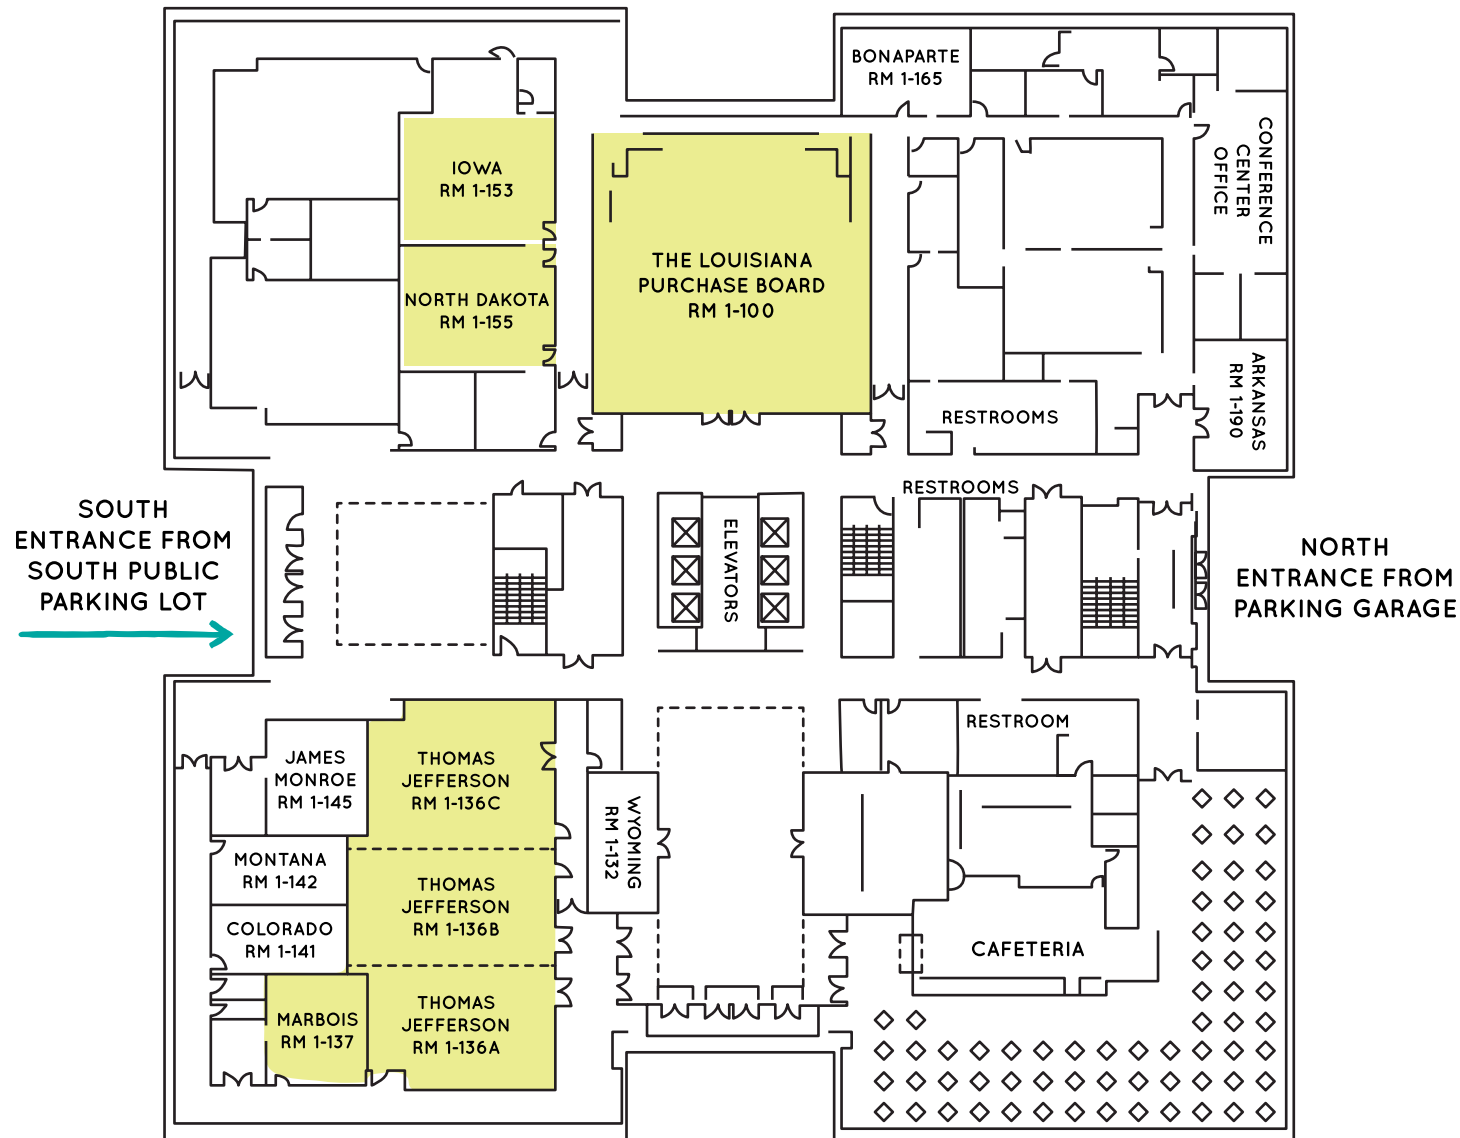 BONAPARTE
RM 1-165
IOWA
RM 1-153
CONFERENCE
CENTER
OFFICE
THE LOUISIANA
PURCHASE BOARD
RM 1-100
NORTH DAKOTA
RM 1-155
ARKANSAS
RM 1-190
RESTROOMS
RESTROOMS
SOUTH
ENTRANCE FROM
SOUTH PUBLIC
PARKING LOT
ELEVATORS
NORTH
ENTRANCE FROM
PARKING GARAGE
RESTROOM
JAMES
MONROE
RM 1-145
THOMAS
JEFFERSON
RM 1-136C
WYOMING
RM 1-132
MONTANA
RM 1-142
THOMAS
JEFFERSON
RM 1-136B
COLORADO
RM 1-141
CAFETERIA
MARBOIS
RM 1-137
THOMAS
JEFFERSON
RM 1-136A